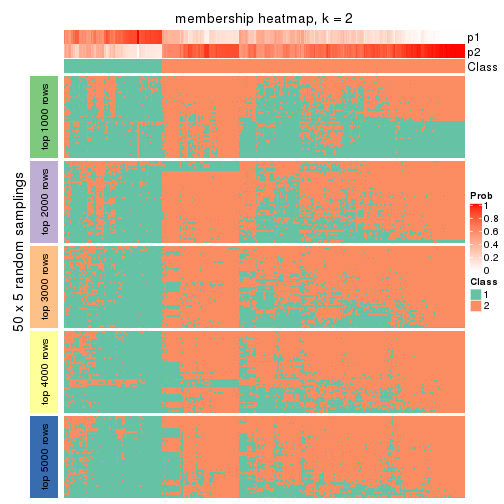 membership heatmap, k = 2
p1
p2
Class
50 x 5 random samplings
top 1000 rows
top 2000 rows
top 3000 rows
top 4000 rows
top 5000 rows
Prob
1
0.8
0.6
0.4
0.2
0
Class
1
2